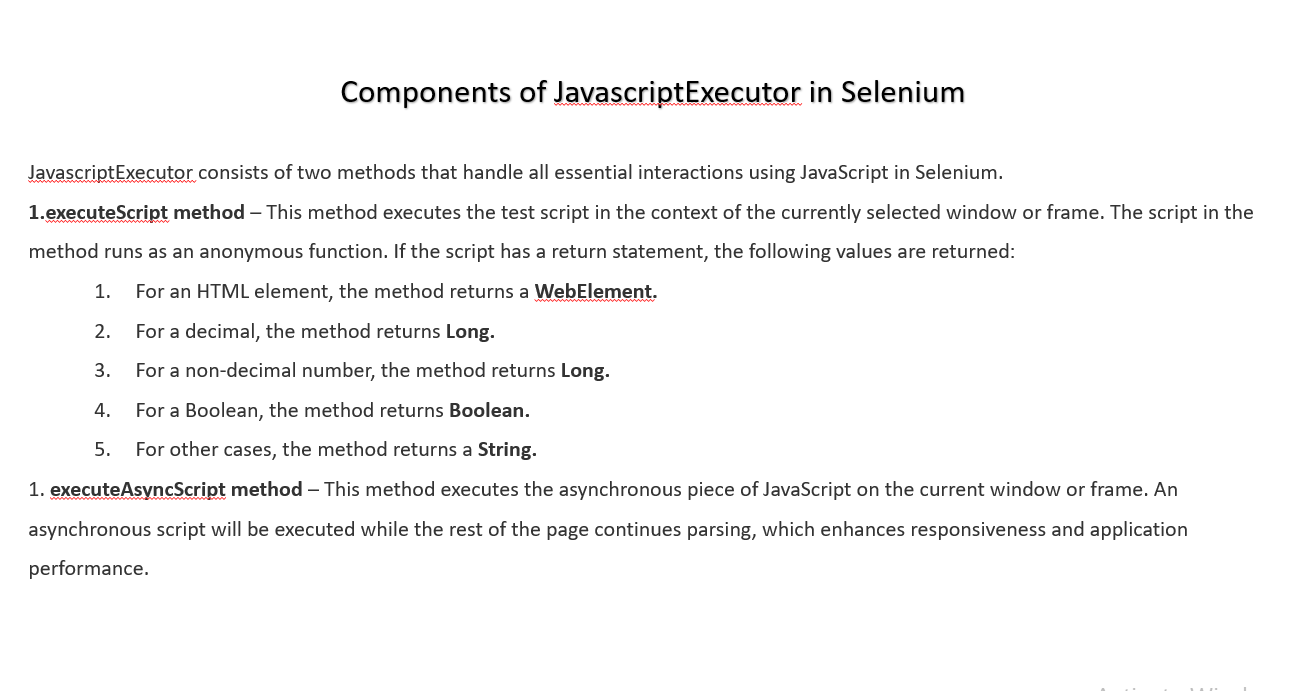 Components of JavascriptExecutor in Selenium
JavascriptExecutor consists of two methods that handle all essential interactions using JavaScript in Selenium.
1.executeScript method – This method executes the test script in the context of the currently selected window or frame. The script in the
method runs as an anonymous function. If the script has a return statement, the following values are returned:
1. For an HTML element, the method returns a WebElement.
2. For a decimal, the method returns Long.
3. For a non-decimal number, the method returns Long.
4. For a Boolean, the method returns Boolean.
5. For other cases, the method returns a String.
1. executeAsyncScript method – This method executes the asynchronous piece of JavaScript on the current window or frame. An
asynchronous script will be executed while the rest of the page continues parsing, which enhances responsiveness and application
performance.